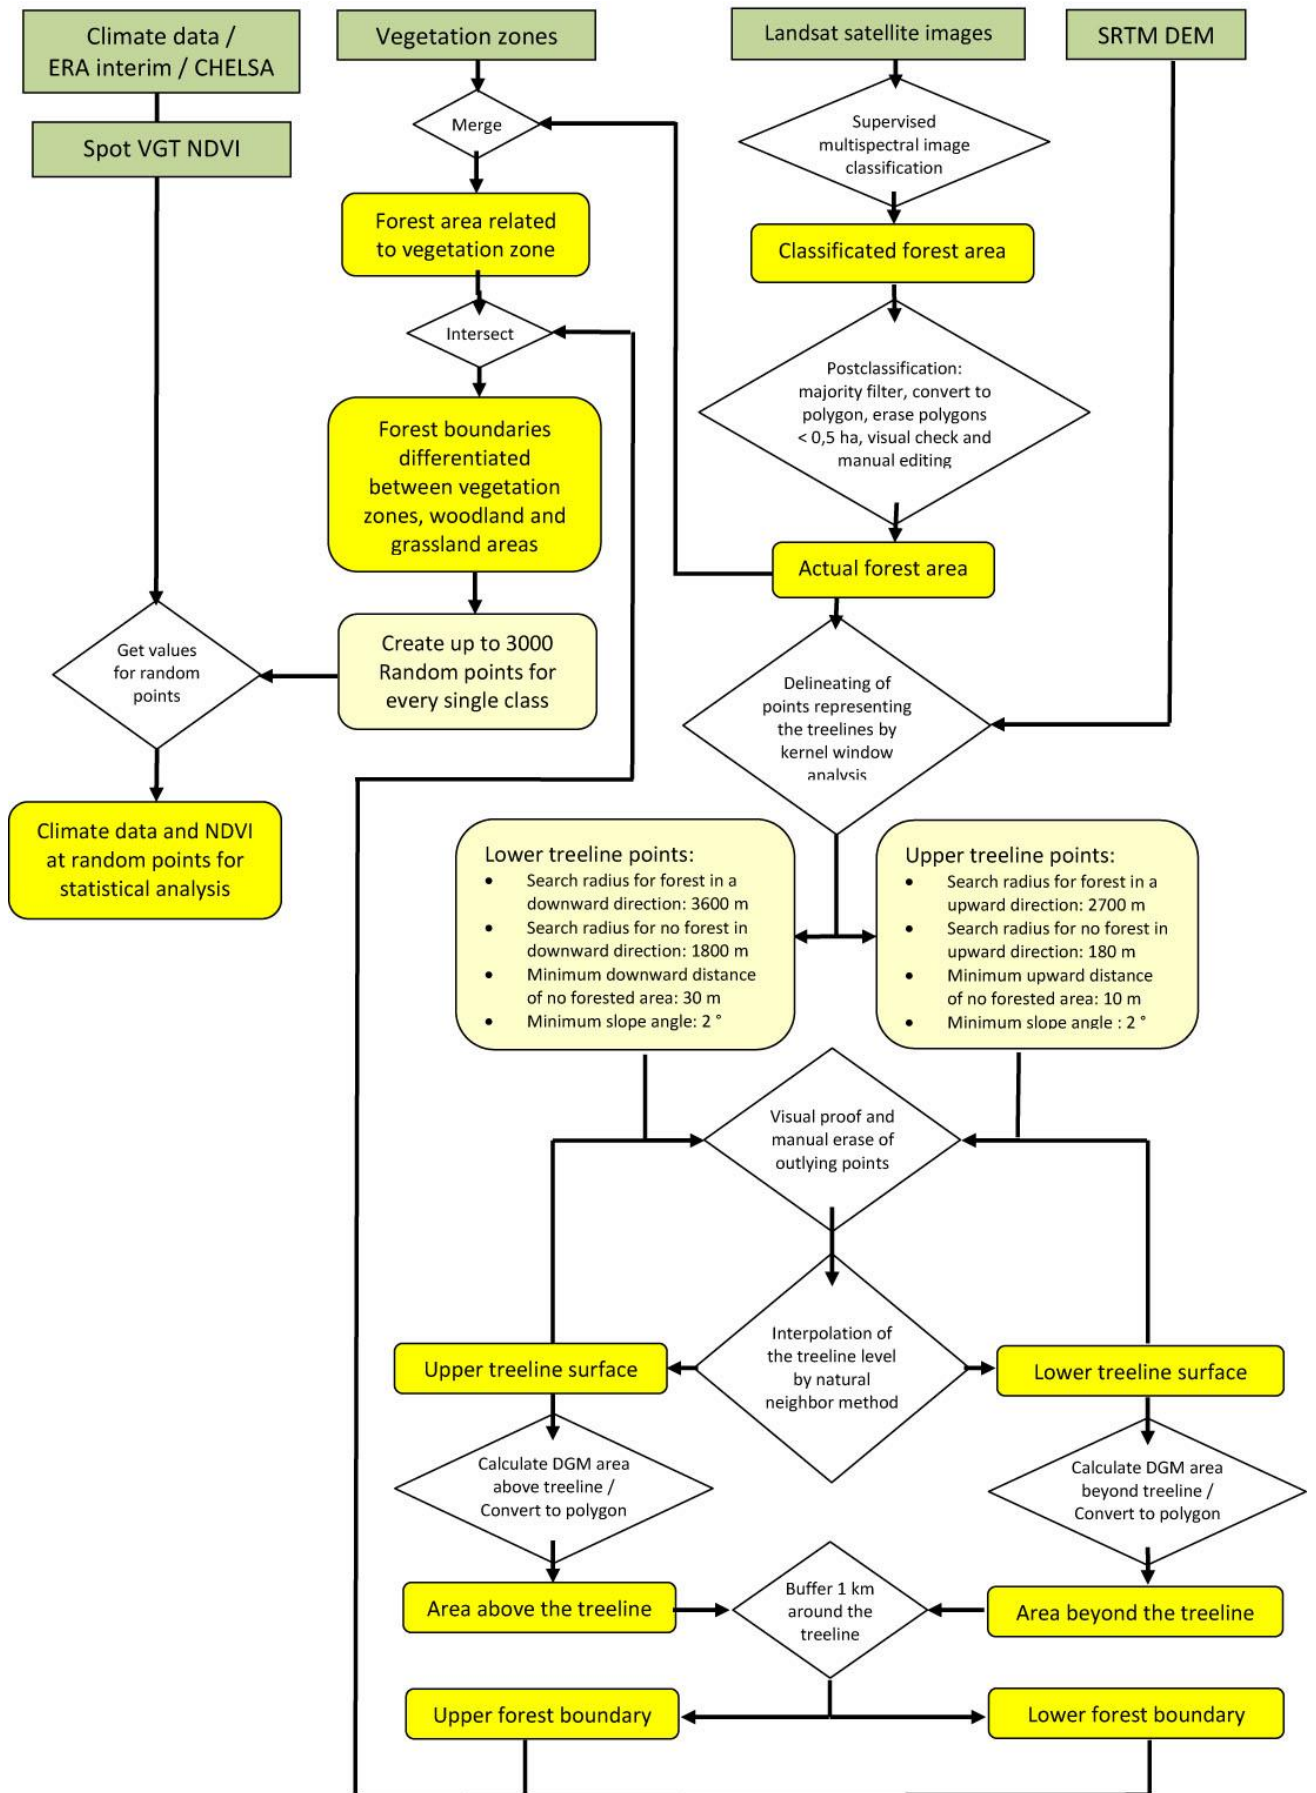 Climate data /
ERA interim / CHELSA
Spot VGT NDVI
Vegetation zones
Landsat satellite images
SRTM DEM
Merge
Supervised
multispectral image
classification
Forest area related
to vegetation zone
Classificated forest area
Intersect
Postclassification:
majority filter, convert to
polygon, erase polygons
< 0,5 ha, visual check and
manual editing
Forest boundaries
differentiated
between vegetation
zones, woodland and
grassland areas
Actual forest area
Get values
for random
points
Create up to 3000
Random points for
every single class
Delineating of
points representing
the treelines by
kernel window
analysis
Climate data and NDVI
at random points for
statistical analysis
Lower treeline points:
• Search radius for forest in a
downward direction: 3600 m
• Search radius for no forest in
downward direction: 1800 m
• Minimum downward distance
of no forested area: 30 m
• Minimum slope angle: 2 °
Upper treeline points:
• Search radius for forest in a
upward direction: 2700 m
• Search radius for no forest in
upward direction: 180 m
• Minimum upward distance
of no forested area: 10 m
• Minimum slope angle : 2 °
Visual proof and
manual erase of
outlying points
Interpolation of
the treeline level
by natural
neighbor method
Upper treeline surface
Lower treeline surface
Calculate DGM area
above treeline /
Convert to polygon
Calculate DGM area
beyond treeline /
Convert to polygon
Buffer 1 km
around the
treeline
Area above the treeline
Area beyond the treeline
Upper forest boundary
Lower forest boundary